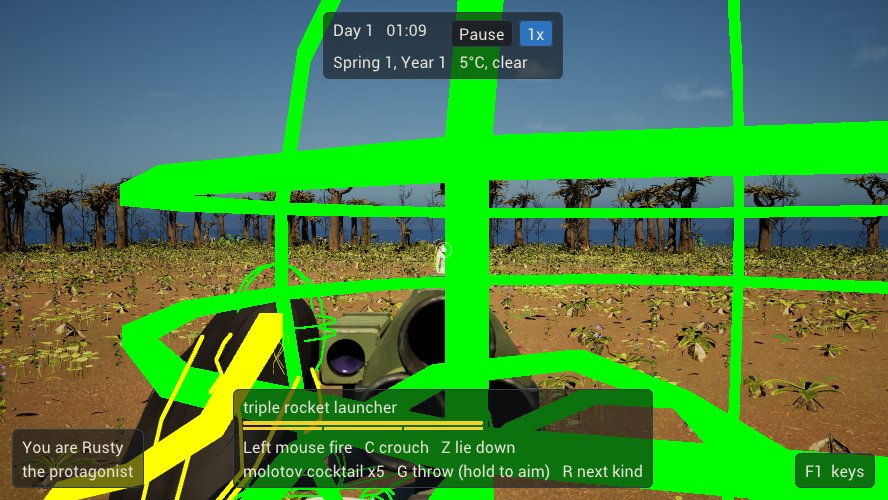 Day 1 01:09 Pause 1x
Spring 1, Year 1 5°C, clear
triple rocket launcher
Left mouse fire C crouch Z lie down
molotov cocktail x5 G throw (hold to aim) R next kind
You are Rusty
the protagonist
F1 keys